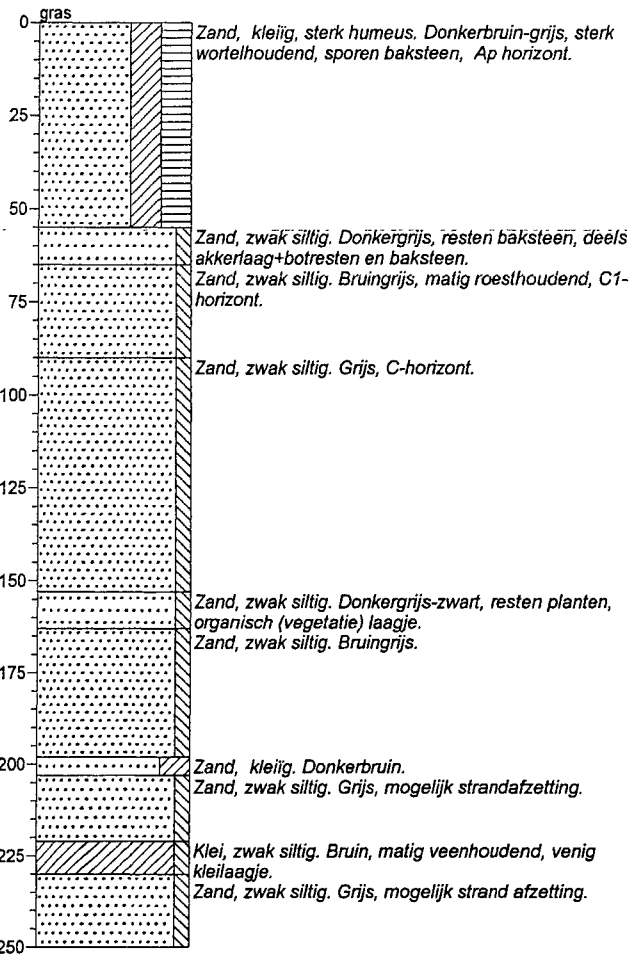 gras
0
Zand, kleiïg, sterk humeus. Donkerbruin-grijs, sterk
wortelhoudend, sporen baksteen, Ap horizont.
25
50
Zand, zwak siltig. Donkergrijs, resten baksteen, deels
akkerlaag+botresten en baksteen.
Zand, zwak siltig. Bruingrijs, matig roesthoudend, C1-
75
horizont.
Zand, zwak siltig. Grijs, C-horizont.
100
125
150
Zand, zwak siltig. Donkergrijs-zwart, resten planten,
organisch (vegetatie) laagje.
Zand, zwak siltig. Bruingrijs.
175
200
Zand, kleiïg. Donkerbruin.
Zand, zwak siltig. Grijs, mogelijk strandafzetting.
225
Klei, zwak siltig. Bruin, matig veenhoudend, venig
kleilaagje.
Zand, zwak siltig. Grijs, mogelijk strand afzetting.
250